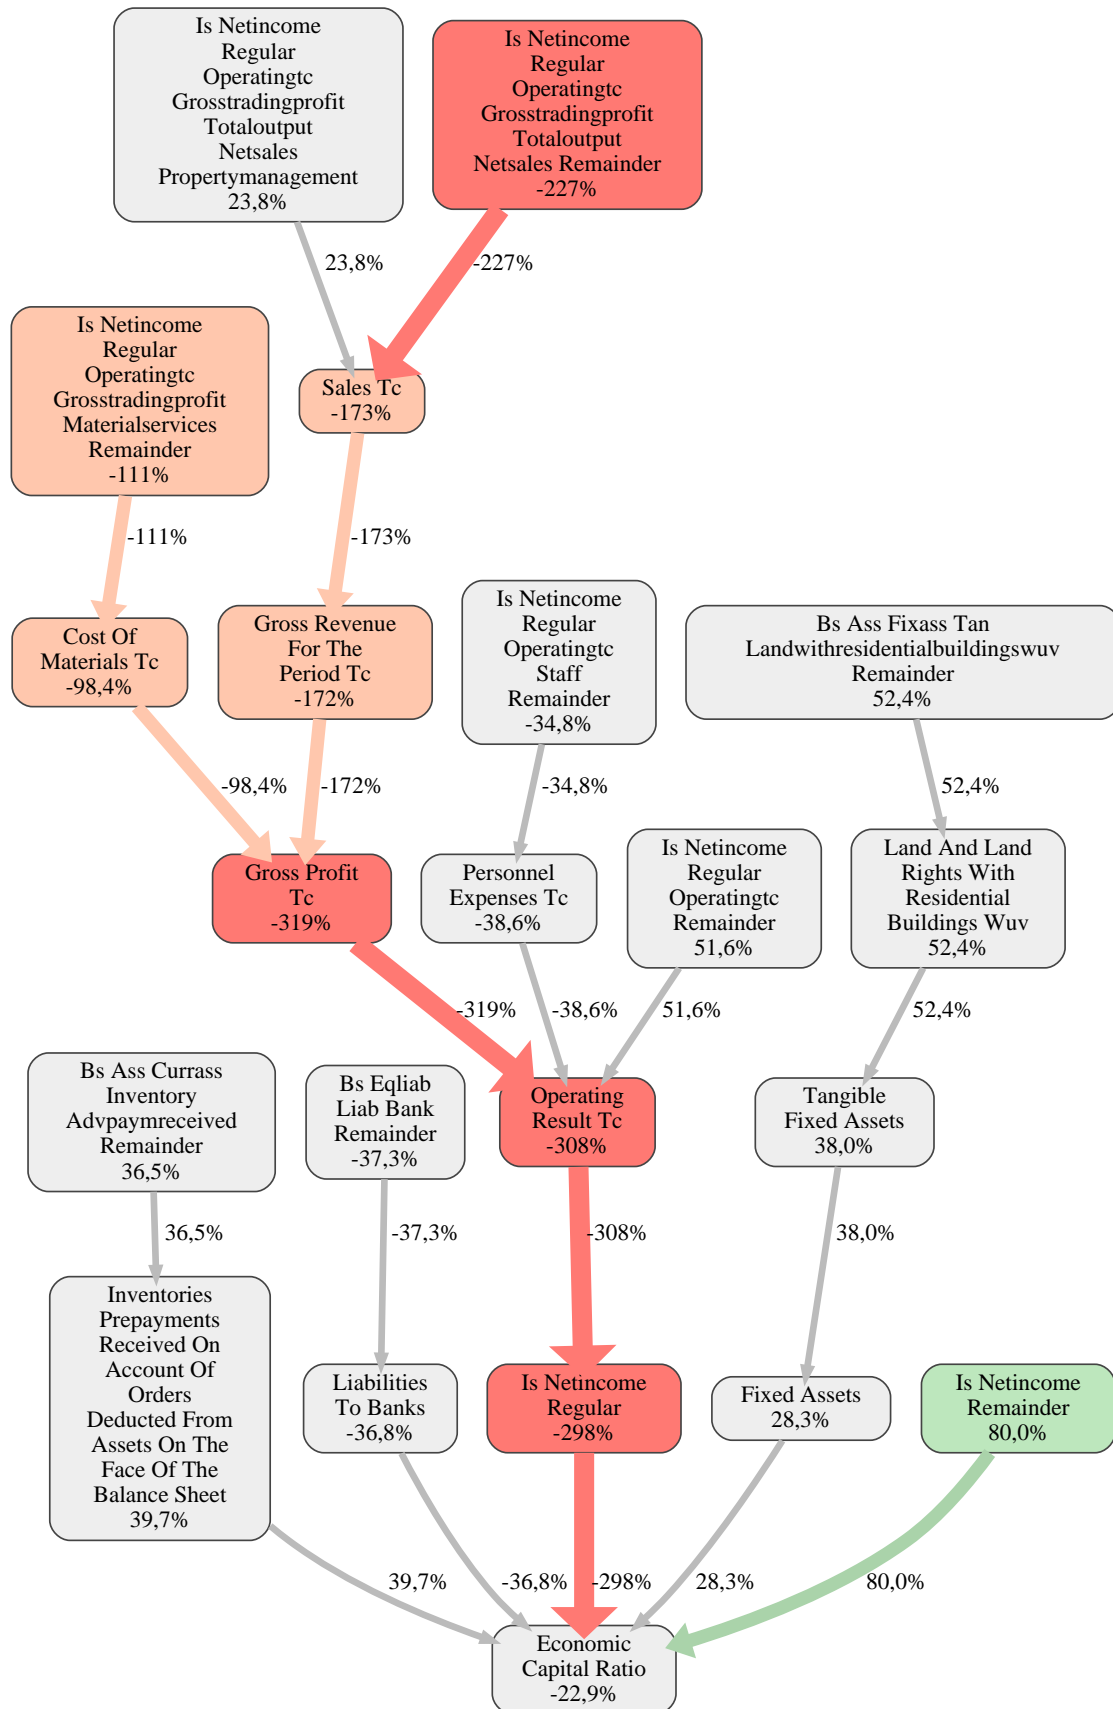 Is Netincome
Regular
Operatingtc
Grosstradingprofit
Totaloutput
Netsales
Propertymanagement
23,8%
Is Netincome
Regular
Operatingtc
Grosstradingprofit
Totaloutput
Netsales Remainder
-227%
23,8%
-227%
Is Netincome
Regular
Operatingtc
Grosstradingprofit
Materialservices
Remainder
-111%
Sales Tc
-173%
-111%
-173%
Cost Of
Materials Tc
-98,4%
Gross Revenue
For The
Period Tc
-172%
Is Netincome
Regular
Operatingtc
Staff
Remainder
-34,8%
Bs Ass Fixass Tan
Landwithresidentialbuildingswuv
Remainder
52,4%
-98,4%
-172%
-34,8%
52,4%
Gross Profit
Tc
-319%
Personnel
Expenses Tc
-38,6%
Is Netincome
Regular
Operatingtc
Remainder
51,6%
Land And Land
Rights With
Residential
Buildings Wuv
52,4%
-319%
-38,6%
51,6%
52,4%
Bs Ass Currass
Inventory
Advpaymreceived
Remainder
36,5%
Bs Eqliab
Liab Bank
Remainder
-37,3%
Operating
Result Tc
-308%
Tangible
Fixed Assets
38,0%
36,5%
-37,3%
-308%
38,0%
Inventories
Prepayments
Received On
Account Of
Orders
Deducted From
Assets On The
Face Of The
Balance Sheet
39,7%
Liabilities
To Banks
-36,8%
Is Netincome
Regular
-298%
Fixed Assets
28,3%
Is Netincome
Remainder
80,0%
39,7%
-36,8%
-298%
28,3%
80,0%
Economic
Capital Ratio
-22,9%